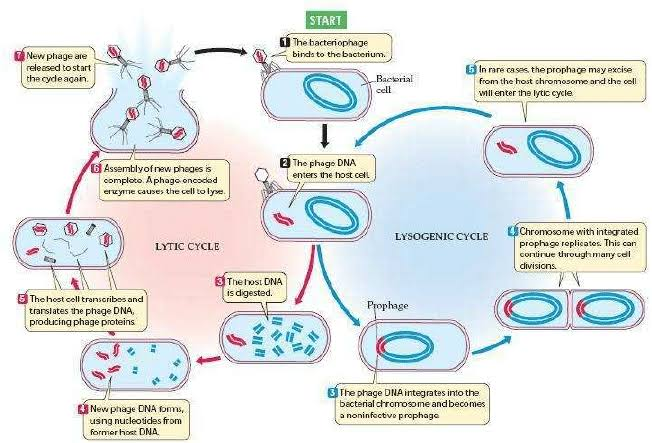 START
1 The bacteriophage
binds to the bacterium.
Bacterial
cell
2 The phage DNA
enters the host cell.
LYTIC CYCLE
3 The host DNA
is digested.
4 New phage DNA forms,
using nucleotides from
former host DNA.
5 The host cell transcribes and
translates the phage DNA,
producing phage proteins.
6 Assembly of new phages is
complete. A phage-encoded
enzyme causes the cell to lyse.
7 New phage are
released to start
the cycle again.
LYSOGENIC CYCLE
Prophage
3 The phage DNA integrates into the
bacterial chromosome and becomes
a noninfective prophage.
4 Chromosome with integrated
prophage replicates. This can
continue through many cell
divisions.
5 In rare cases, the prophage may excise
from the host chromosome and the cell
will enter the lytic cycle.